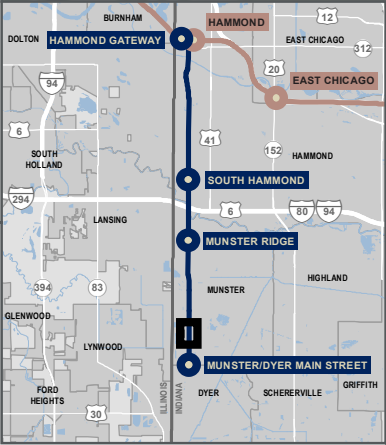 BURNHAM
HAMMOND
12
DOLTON
HAMMOND GATEWAY
EAST CHICAGO
312
94
20
EAST CHICAGO
6
41
SOUTH
HOLLAND
152
HAMMOND
SOUTH HAMMOND
294
6
80
94
LANSING
MUNSTER RIDGE
HIGHLAND
394
83
MUNSTER
GLENWOOD
LYNWOOD
MUNSTER/DYER MAIN STREET
FORD
HEIGHTS
ILLINOIS
INDIANA
DYER
SCHERERVILLE
GRIFFITH
30